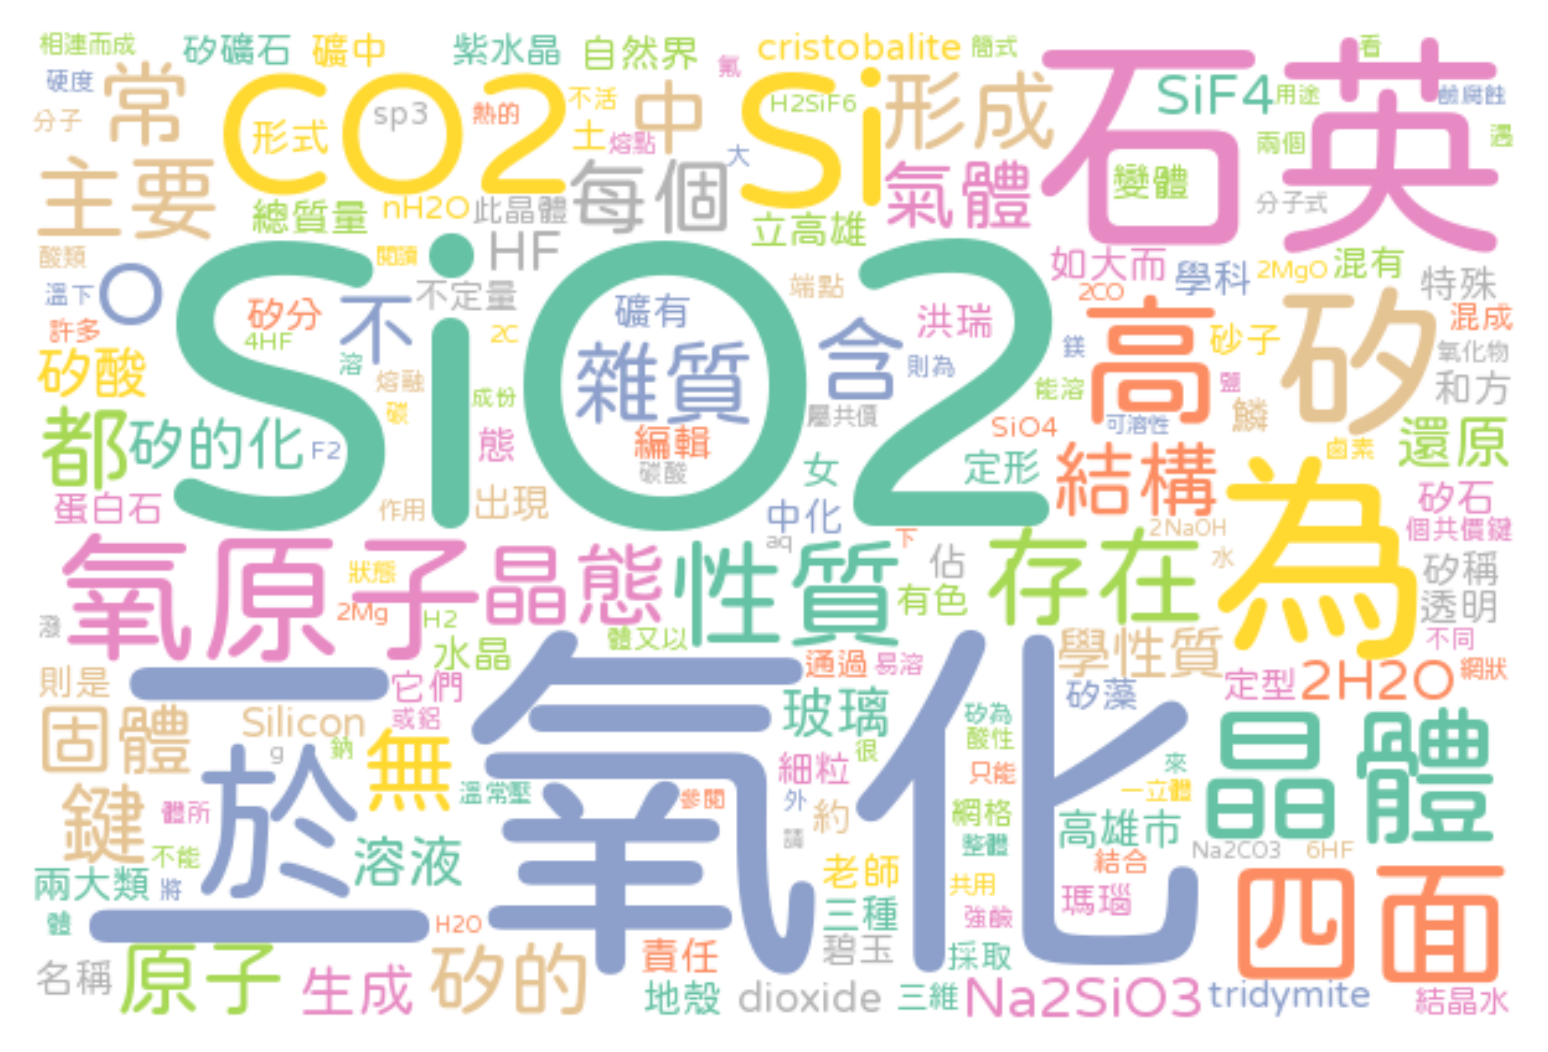 相連而成 矽礦石 礦中 紫水晶 自然界 氟 cristobalite 簡式 看
硬度 常 CO2 sp3 熱的 不活 中 Si H2SiF6 形成 石英 SiF4 用途 鹼腐蝕
分子 形式 土 熔點 大 兩個 遇
主要 每個 氣體 變體 分子式
總質量 nH2O 此晶體 立高雄
酸類 SiO2 閱讀 HF 如大而 學科 2MgO 混有 特殊
溫下 O 不定量 端點 2CO
許多 矽分 不 礦有 含 洪瑞 高 砂子 矽 混成
4HF 2C 鎂 氧化物
矽酸 溶 熔融 雜質 則為 能溶 鹽 和方
碳 成份 屬共價 SiO4 可溶性 鱗
都 矽的化 F2 態 編輯 女 定形 結構 鹵素 還原
蛋白石 作用 出現 碳酸 中化 2NaOH 為 矽石
個共價鍵
氧原子 狀態 晶態 性質 aq 下 佔 存在 水 矽稱
潑 2Mg H2 有色 透明
水晶 體又以 通過 易溶 學性質 不同
則是 二氧化 它們 矽藻 定型 2H2O 網狀
固體 Silicon 或鋁 玻璃 矽為 晶體
g 鈉 無 很 酸性
於 細粒 只能 來
鍵 體所 溫常壓 參閱 外 約 網格 一立體
不能 溶液 請 整體 高雄市 Na2CO3 6HF
兩大類 將 老師 共用 結合 四面
體 H2O 三種 強鹼 瑪瑙
名稱 原子 生成 矽的 責任 碧玉 採取
地殼 dioxide 三維 Na2SiO3 tridymite 結晶水